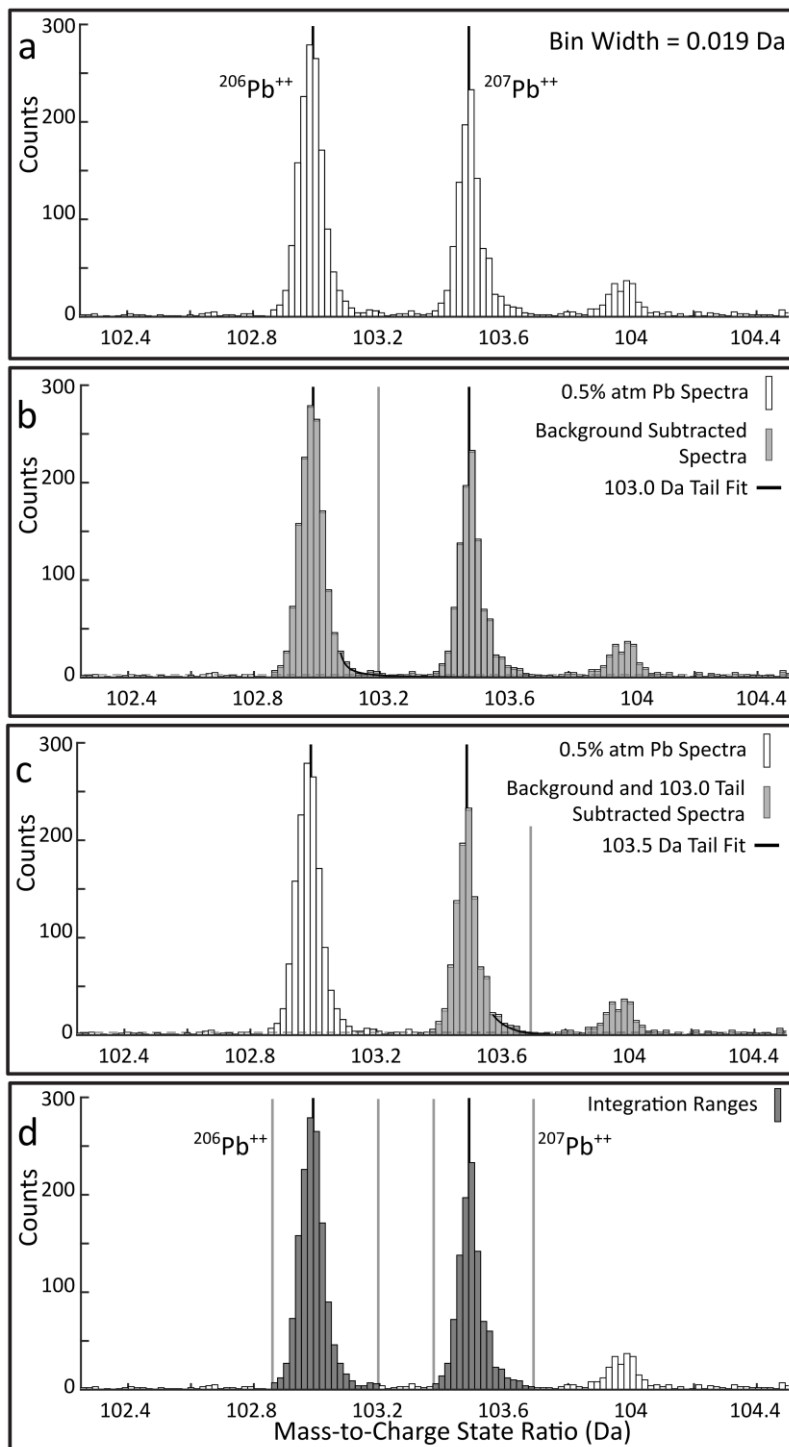 a
Bin Width = 0.019 Da
300
206Pb++
207Pb++
200
Counts
100
0
102.4 102.8 103.2 103.6 104 104.4
b
300
0.5% atm Pb Spectra
Background Subtracted
Spectra
103.0 Da Tail Fit
200
Counts
100
0
102.4 102.8 103.2 103.6 104 104.4
c
300
0.5% atm Pb Spectra
Background and 103.0 Tail
Subtracted Spectra
103.5 Da Tail Fit
200
Counts
100
0
102.4 102.8 103.2 103.6 104 104.4
d
300
Integration Ranges
206Pb++
207Pb++
200
Counts
100
0
102.4 102.8 103.2 103.6 104 104.4
Mass-to-Charge State Ratio (Da)